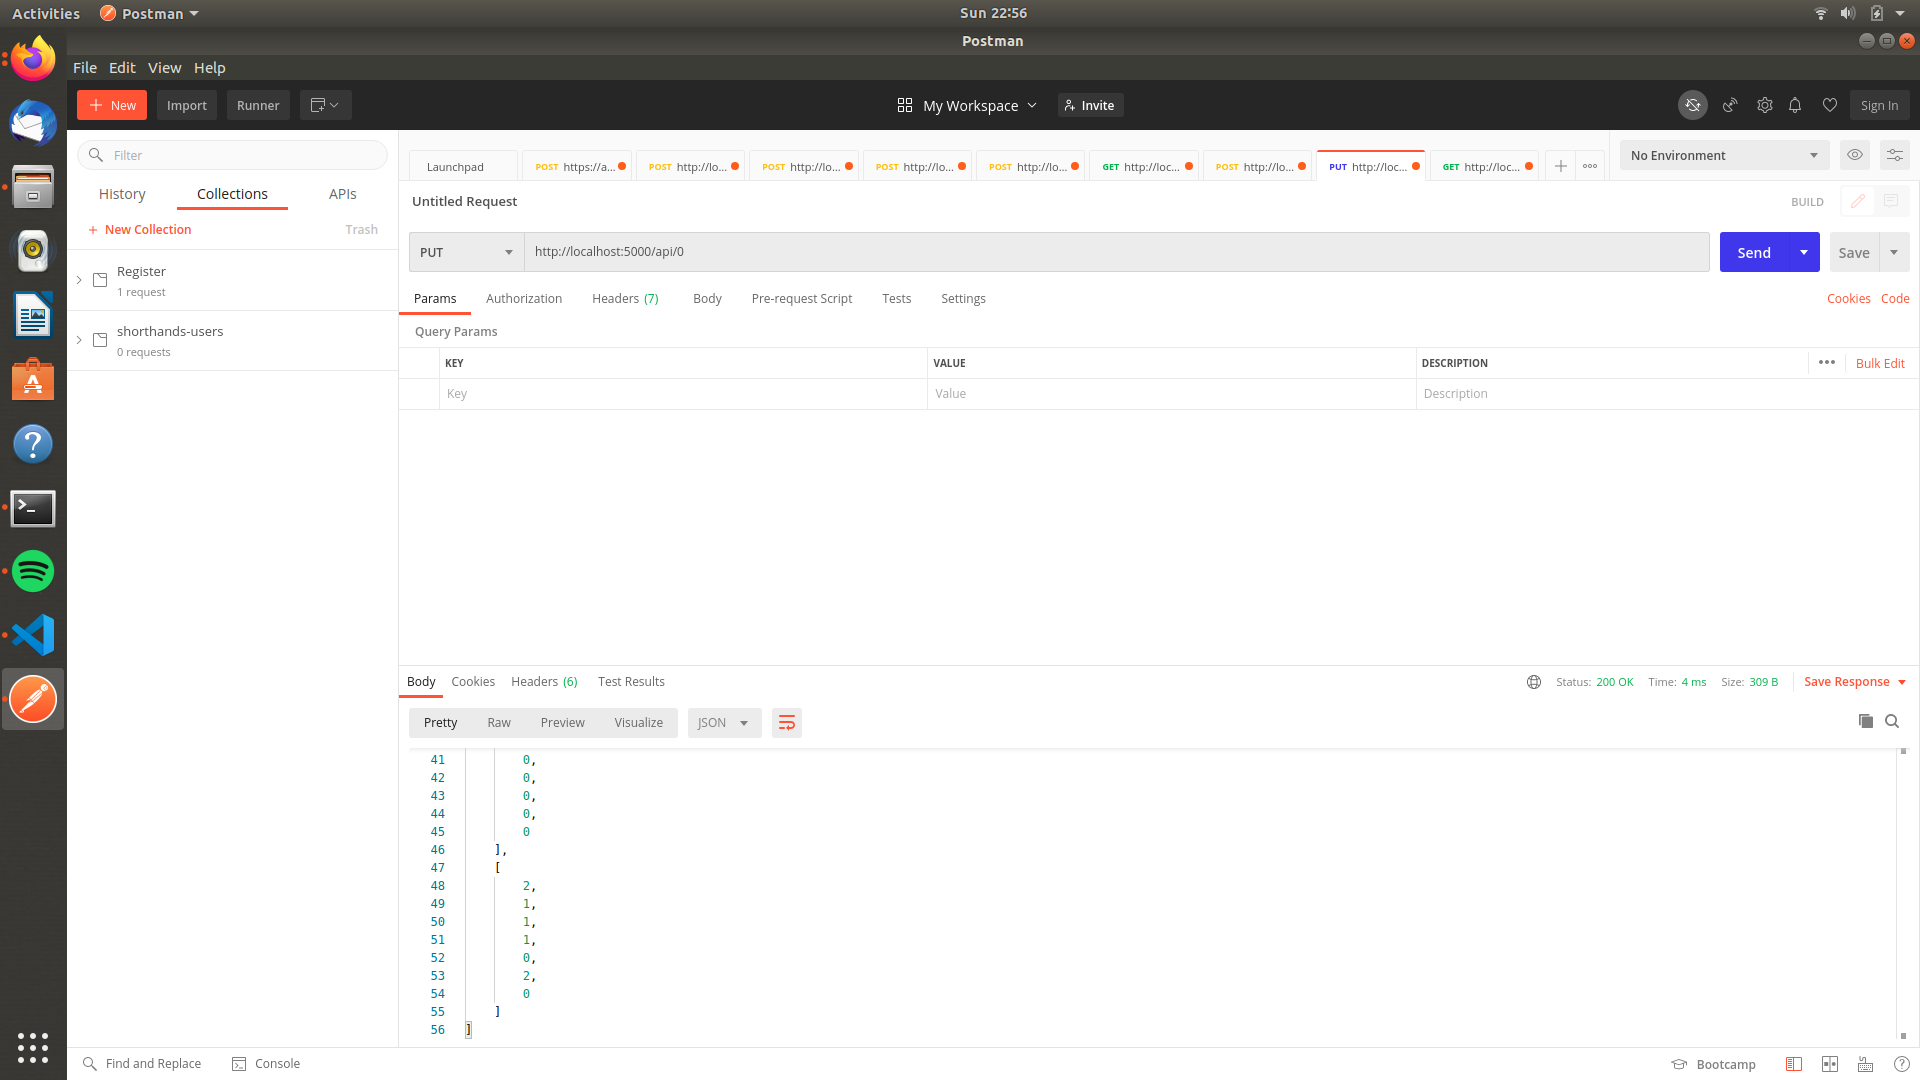 Activities
Postman
Sun 22:56
Postman
File Edit View Help
New
Import
Runner
My Workspace
Invite
Sign In
Filter
History
Collections
APIs
New Collection
Trash
Register
1 request
shorthands-users
0 requests
Launchpad
POST https://a...
POST http://lo...
POST http://lo...
POST http://lo...
POST http://lo...
GET http://loc...
POST http://lo...
PUT http://loc...
GET http://loc...
No Environment
Untitled Request
BUILD
PUT
http://localhost:5000/api/0
Send
Save
Params
Authorization
Headers (7)
Body
Pre-request Script
Tests
Settings
Cookies
Code
Query Params
KEY
VALUE
DESCRIPTION
Bulk Edit
Key
Value
Description
Body
Cookies
Headers (6)
Test Results
Status: 200 OK
Time: 4 ms
Size: 309 B
Save Response
Pretty
Raw
Preview
Visualize
JSON
41 0,
42 0,
43 0,
44 0,
45 0
46 ],
47 [
48 2,
49 1,
50 1,
51 1,
52 0,
53 2,
54 0
55 ]
56 ]
Find and Replace
Console
Bootcamp